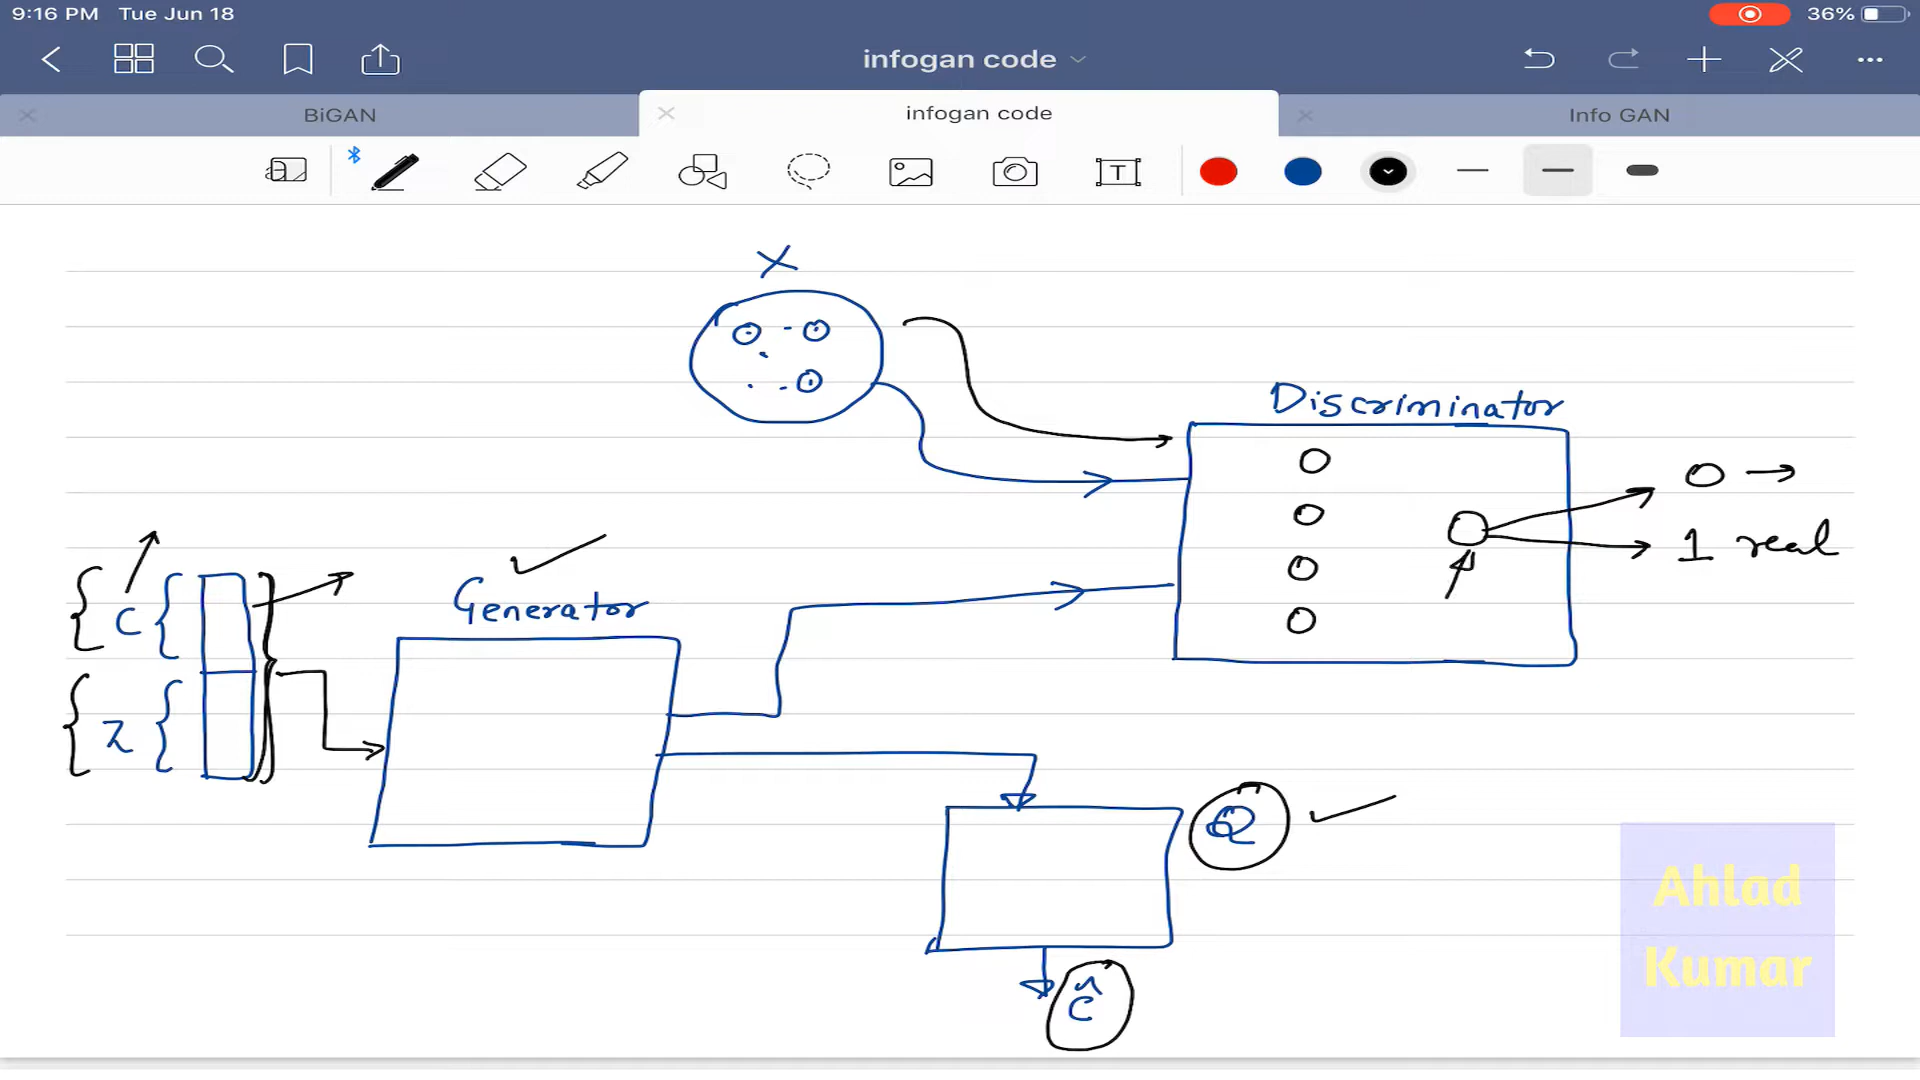 9:16 PM Tue Jun 18
36%
infogan code
BiGAN
infogan code
Info GAN
T
X
Discriminator
0 →
1 real
C
Generator
Z
Q
ĉ
Ahlad
Kumar